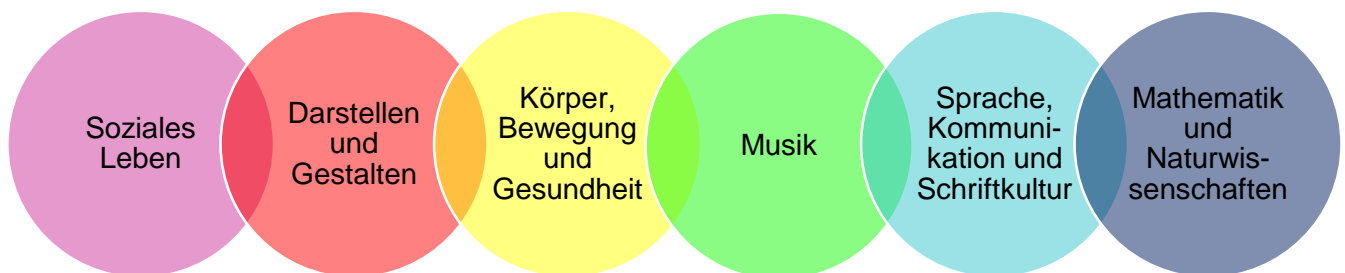 Soziales
Leben
Darstellen
und
Gestalten
Körper,
Bewegung
und
Gesundheit
Musik
Sprache,
Kommuni-
kation und
Schriftkultur
Mathematik
und
Naturwis-
senschaften